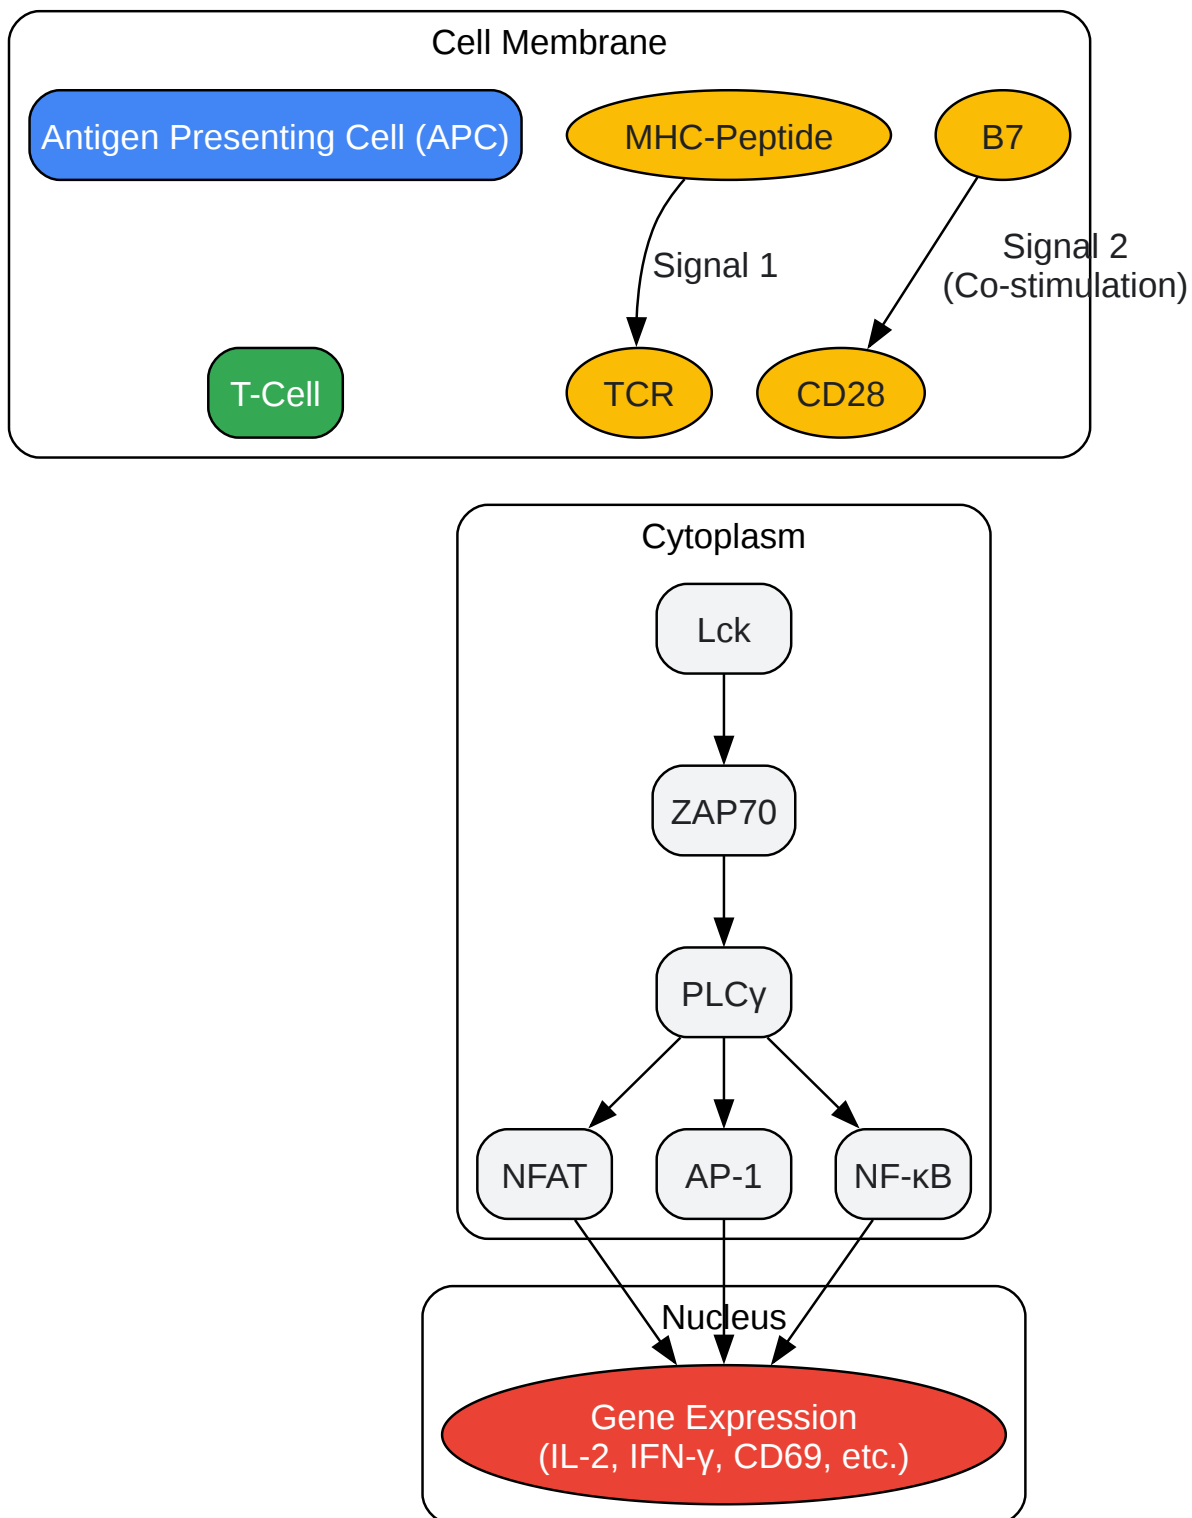 Cell Membrane
Antigen Presenting Cell (APC)
MHC-Peptide
B7
Signal 1
Signal 2
(Co-stimulation)
T-Cell
TCR
CD28
Cytoplasm
Lck
ZAP70
PLCγ
NFAT
AP-1
NF-κB
Nucleus
Gene Expression
(IL-2, IFN-γ, CD69, etc.)